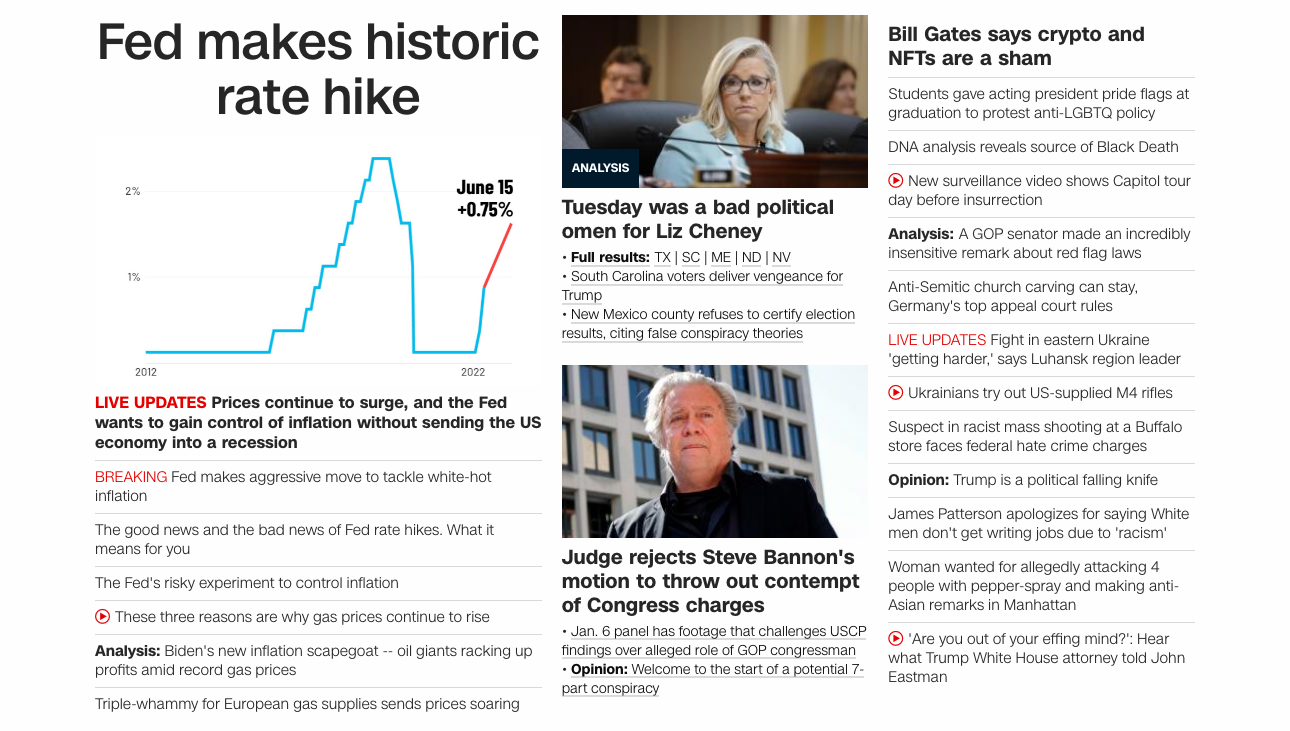 Fed makes historic
rate hike
2%
1%
June 15
+0.75%
2012
2022
LIVE UPDATES Prices continue to surge, and the Fed
wants to gain control of inflation without sending the US
economy into a recession
BREAKING Fed makes aggressive move to tackle white-hot
inflation
The good news and the bad news of Fed rate hikes. What it
means for you
The Fed's risky experiment to control inflation
These three reasons are why gas prices continue to rise
Analysis: Biden's new inflation scapegoat -- oil giants racking up
profits amid record gas prices
Triple-whammy for European gas supplies sends prices soaring
ANALYSIS
Tuesday was a bad political
omen for Liz Cheney
• Full results: TX | SC | ME | ND | NV
• South Carolina voters deliver vengeance for
Trump
• New Mexico county refuses to certify election
results, citing false conspiracy theories
Judge rejects Steve Bannon's
motion to throw out contempt
of Congress charges
• Jan. 6 panel has footage that challenges USCP
findings over alleged role of GOP congressman
• Opinion: Welcome to the start of a potential 7-
part conspiracy
Bill Gates says crypto and
NFTs are a sham
Students gave acting president pride flags at
graduation to protest anti-LGBTQ policy
DNA analysis reveals source of Black Death
New surveillance video shows Capitol tour
day before insurrection
Analysis: A GOP senator made an incredibly
insensitive remark about red flag laws
Anti-Semitic church carving can stay,
Germany's top appeal court rules
LIVE UPDATES Fight in eastern Ukraine
'getting harder,' says Luhansk region leader
Ukrainians try out US-supplied M4 rifles
Suspect in racist mass shooting at a Buffalo
store faces federal hate crime charges
Opinion: Trump is a political falling knife
James Patterson apologizes for saying White
men don't get writing jobs due to 'racism'
Woman wanted for allegedly attacking 4
people with pepper-spray and making anti-
Asian remarks in Manhattan
'Are you out of your effing mind?': Hear
what Trump White House attorney told John
Eastman